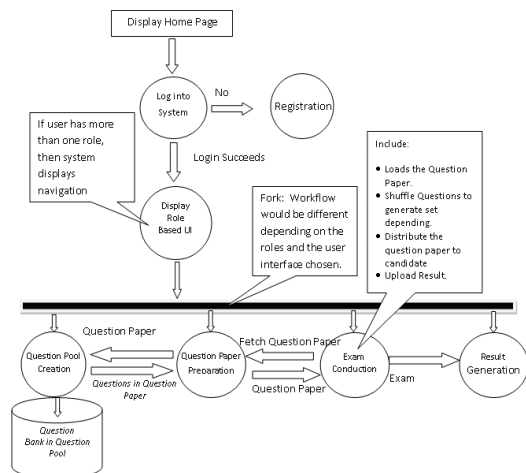 Display Home Page
Log into
System
No
Registration
If user has more
than one role,
then system
displays
navigation
Login Succeeds
Include:
• Loads the Question
Paper.
• Shuffle Questions to
generate set
depending.
• Distribute the
question paper to
candidate
• Upload Result.
Display
Role
Based UI
Fork: Workflow
would be different
depending on the
roles and the user
interface chosen.
Question Paper
Fetch Question Paper
Question Pool
Creation
Questions in Question
Paper
Question Paper
Preparation
Question Paper
Exam
Conduction
Exam
Result
Generation
Question
Bank in Question
Pool